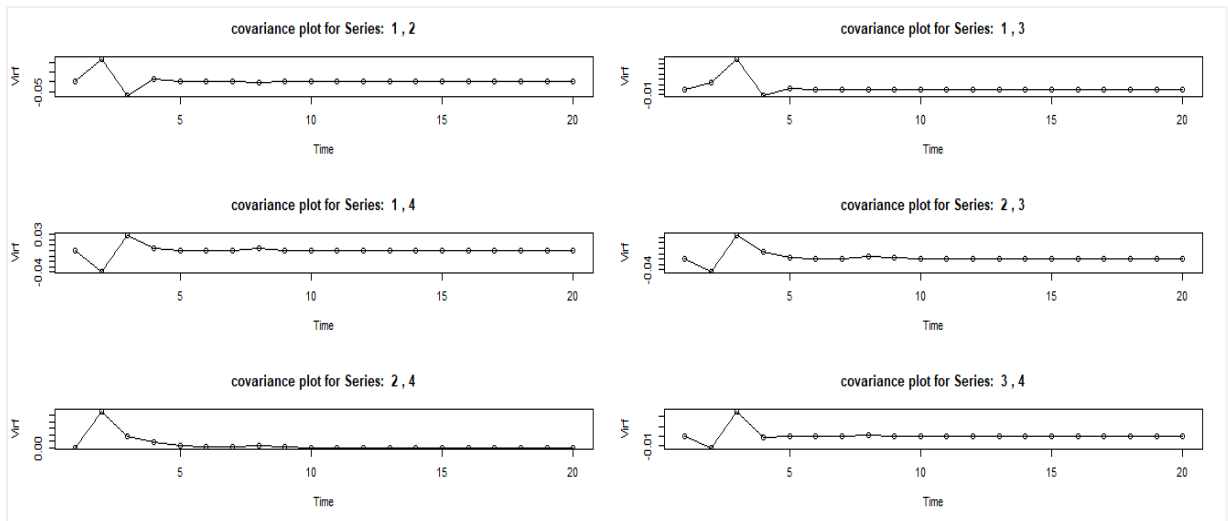 covariance plot for Series: 1 , 2
Virf
-0.05
5 10 15 20
Time
covariance plot for Series: 1 , 3
Virf
-0.01
5 10 15 20
Time
covariance plot for Series: 1 , 4
Virf
0.03
-0.04
5 10 15 20
Time
covariance plot for Series: 2 , 3
Virf
-0.04
5 10 15 20
Time
covariance plot for Series: 2 , 4
Virf
0.00
5 10 15 20
Time
covariance plot for Series: 3 , 4
Virf
-0.01
5 10 15 20
Time